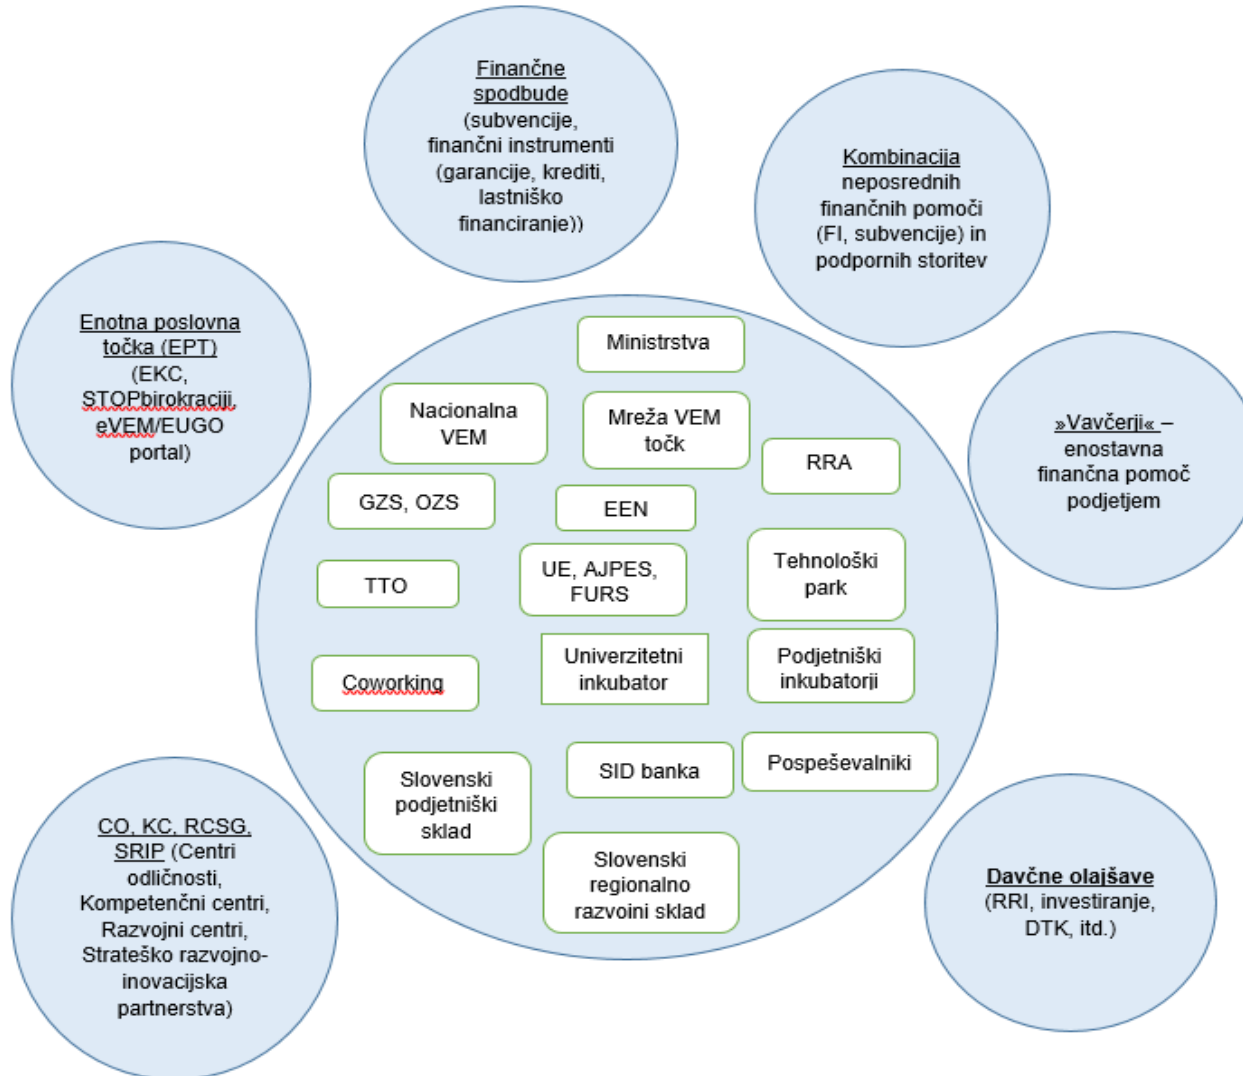 Finančne
spodbude
(subvencije,
finančni instrumenti
(garancije, krediti,
lastniško
financiranje))
Kombinacija
neposrednih
finančnih pomoči
(FI, subvencije) in
podpornih storitev
Enotna poslovna
točka (EPT)
(EKC,
STOPbirokraciji,
eVEM/EUGO
portal)
»Vavčerji« –
enostavna
finančna pomoč
podjetjem
Ministrstva
Nacionalna
VEM
Mreža VEM
točk
RRA
GZS, OZS
EEN
TTO
UE, AJPES,
FURS
Tehnološki
park
Coworking
Univerzitetni
inkubator
Podjetniški
inkubatorji
Slovenski
podjetniški
sklad
SID banka
Pospeševalniki
Slovenski
regionalno
razvojni sklad
CO, KC, RCSG,
SRIP (Centri
odličnosti,
Kompetenčni centri,
Razvojni centri,
Strateško razvojno-
inovacijska
partnerstva)
Davčne olajšave
(RRI, investiranje,
DTK, itd.)